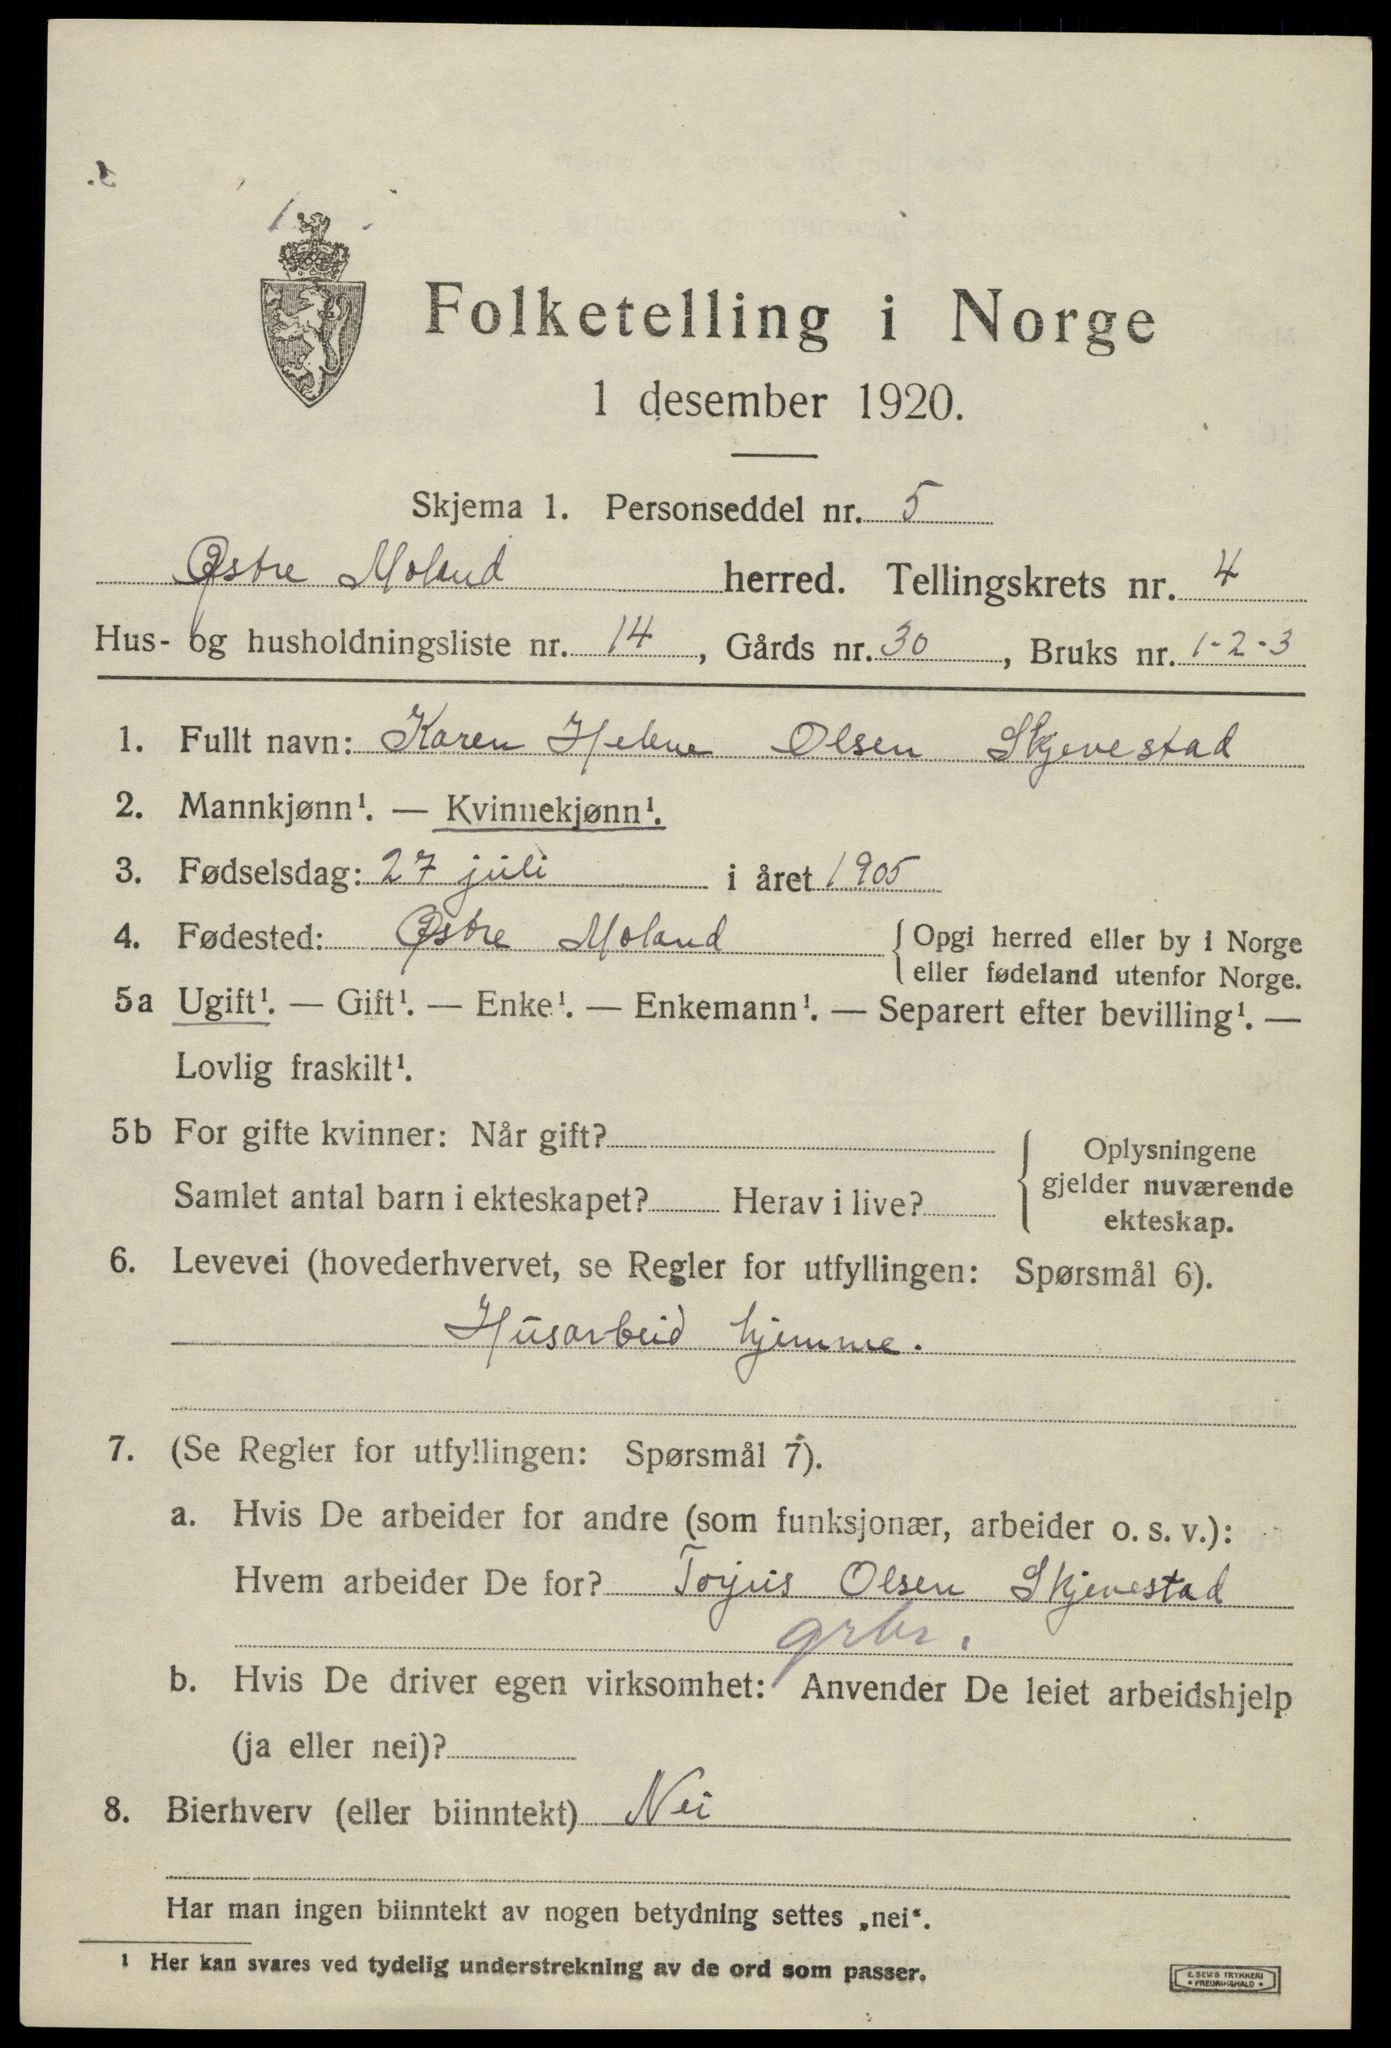 Folketelling i Norge
1 desember 1920.
Skjema 1. Personseddel nr. 5
Østre Moland herred. Tellingskrets nr. 4
Hus- og husholdningsliste nr. 14, Gårds nr. 30, Bruks nr. 1-2-3
1. Fullt navn: Karen Helene Olsen Skjevestad
2. Mannkjønn¹. — Kvinnekjønn¹.
3. Fødselsdag: 27 juli i året 1905
4. Fødested: Østre Moland { Opgi herred eller by i Norge
eller fødeland utenfor Norge.
5a Ugift¹. — Gift¹. — Enke¹. — Enkemann¹. — Separert efter bevilling¹. —
Lovlig fraskilt¹.
5b For gifte kvinner: Når gift?
Samlet antal barn i ekteskapet? Herav i live?
{ Oplysningene
gjelder nuværende
ekteskap.
6. Levevei (hovederhvervet, se Regler for utfyllingen: Spørsmål 6).
Husarbeid hjemme.
7. (Se Regler for utfyllingen: Spørsmål 7).
a. Hvis De arbeider for andre (som funksjonær, arbeider o. s. v.):
Hvem arbeider De for? Torjus Olsen Skjevestad
grbr.
b. Hvis De driver egen virksomhet: Anvender De leiet arbeidshjelp
(ja eller nei)?
8. Bierhverv (eller biinntekt) Nei
Har man ingen biinntekt av nogen betydning settes „nei“.
¹ Her kan svares ved tydelig understrekning av de ord som passer.
E. SEM'S TRYKKERI
• FREDRIKSHALD •